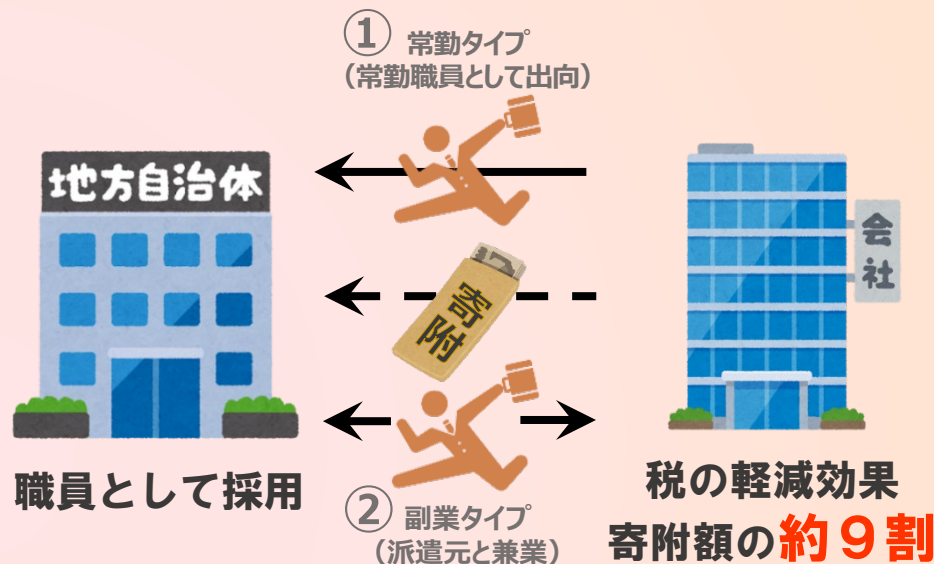 ① 常勤タイプ
（常勤職員として出向）
地方自治体
会社
寄附
職員として採用
② 副業タイプ
（派遣元と兼業）
税の軽減効果
寄附額の約９割